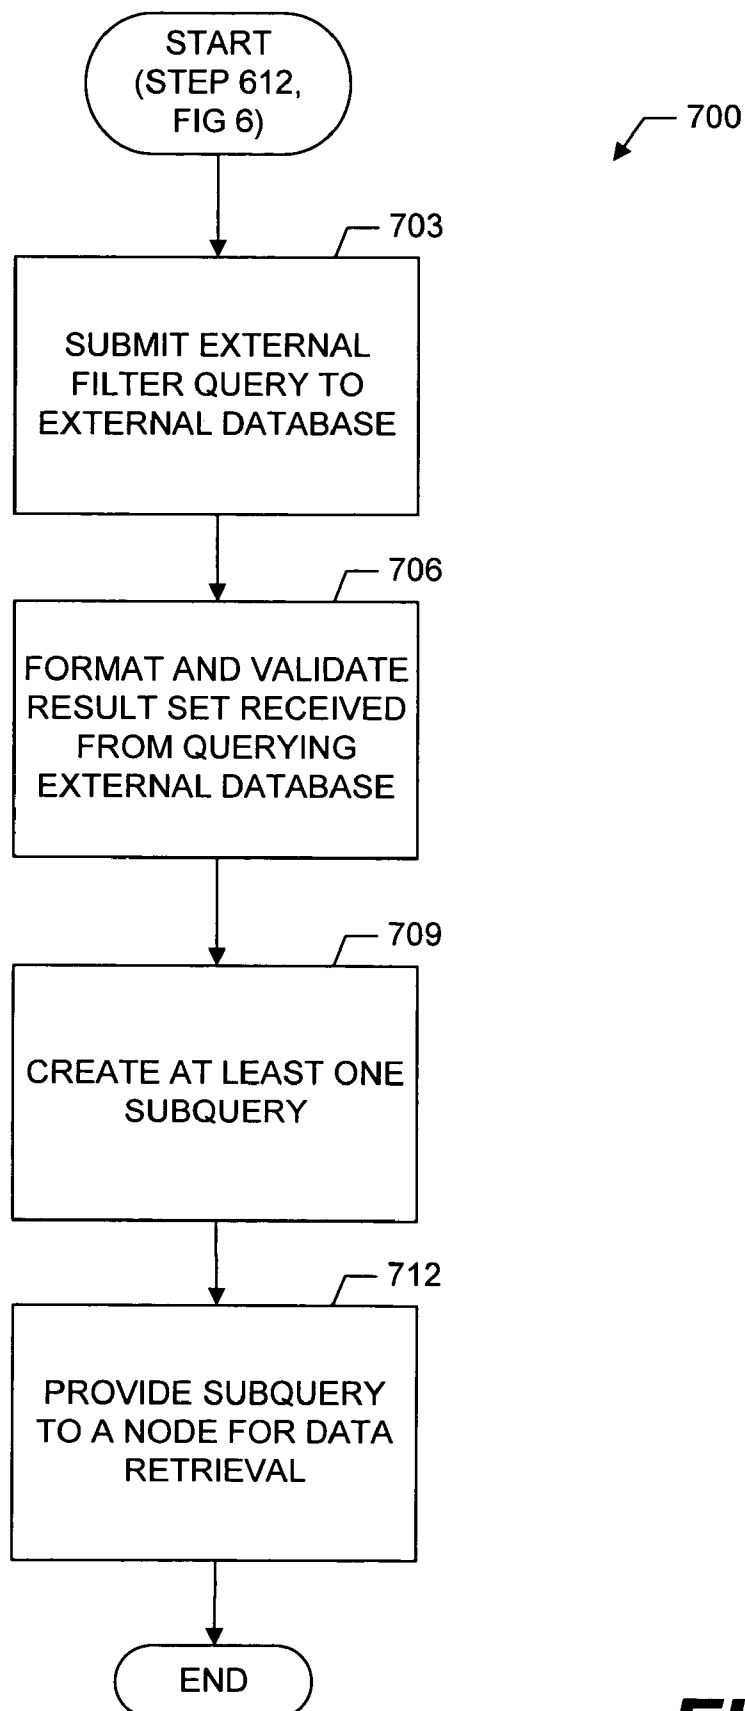 START
(STEP 612,
FIG 6)
700
703
SUBMIT EXTERNAL
FILTER QUERY TO
EXTERNAL DATABASE
706
FORMAT AND VALIDATE
RESULT SET RECEIVED
FROM QUERYING
EXTERNAL DATABASE
709
CREATE AT LEAST ONE
SUBQUERY
712
PROVIDE SUBQUERY
TO A NODE FOR DATA
RETRIEVAL
END